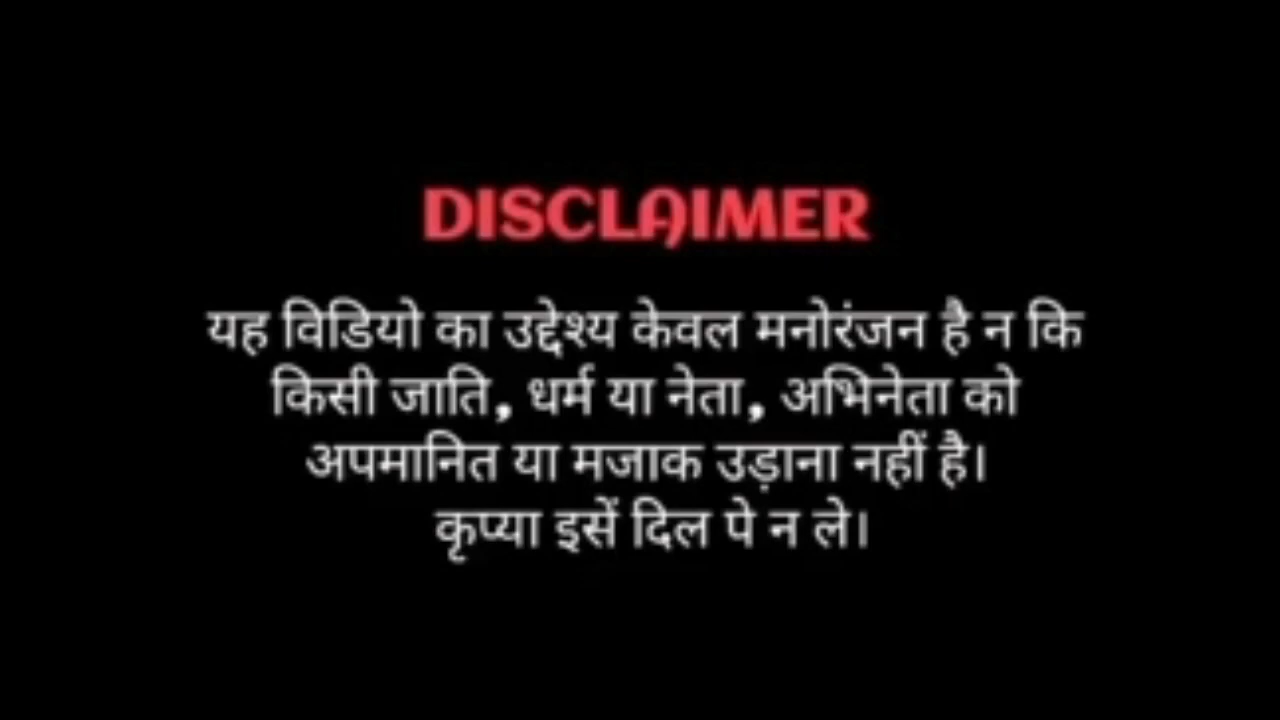 DISCLAIMER
यह विडियो का उद्देश्य केवल मनोरंजन है न कि
किसी जाति, धर्म या नेता, अभिनेता को
अपमानित या मजाक उड़ाना नहीं है।
कृप्या इसें दिल पे न ले।